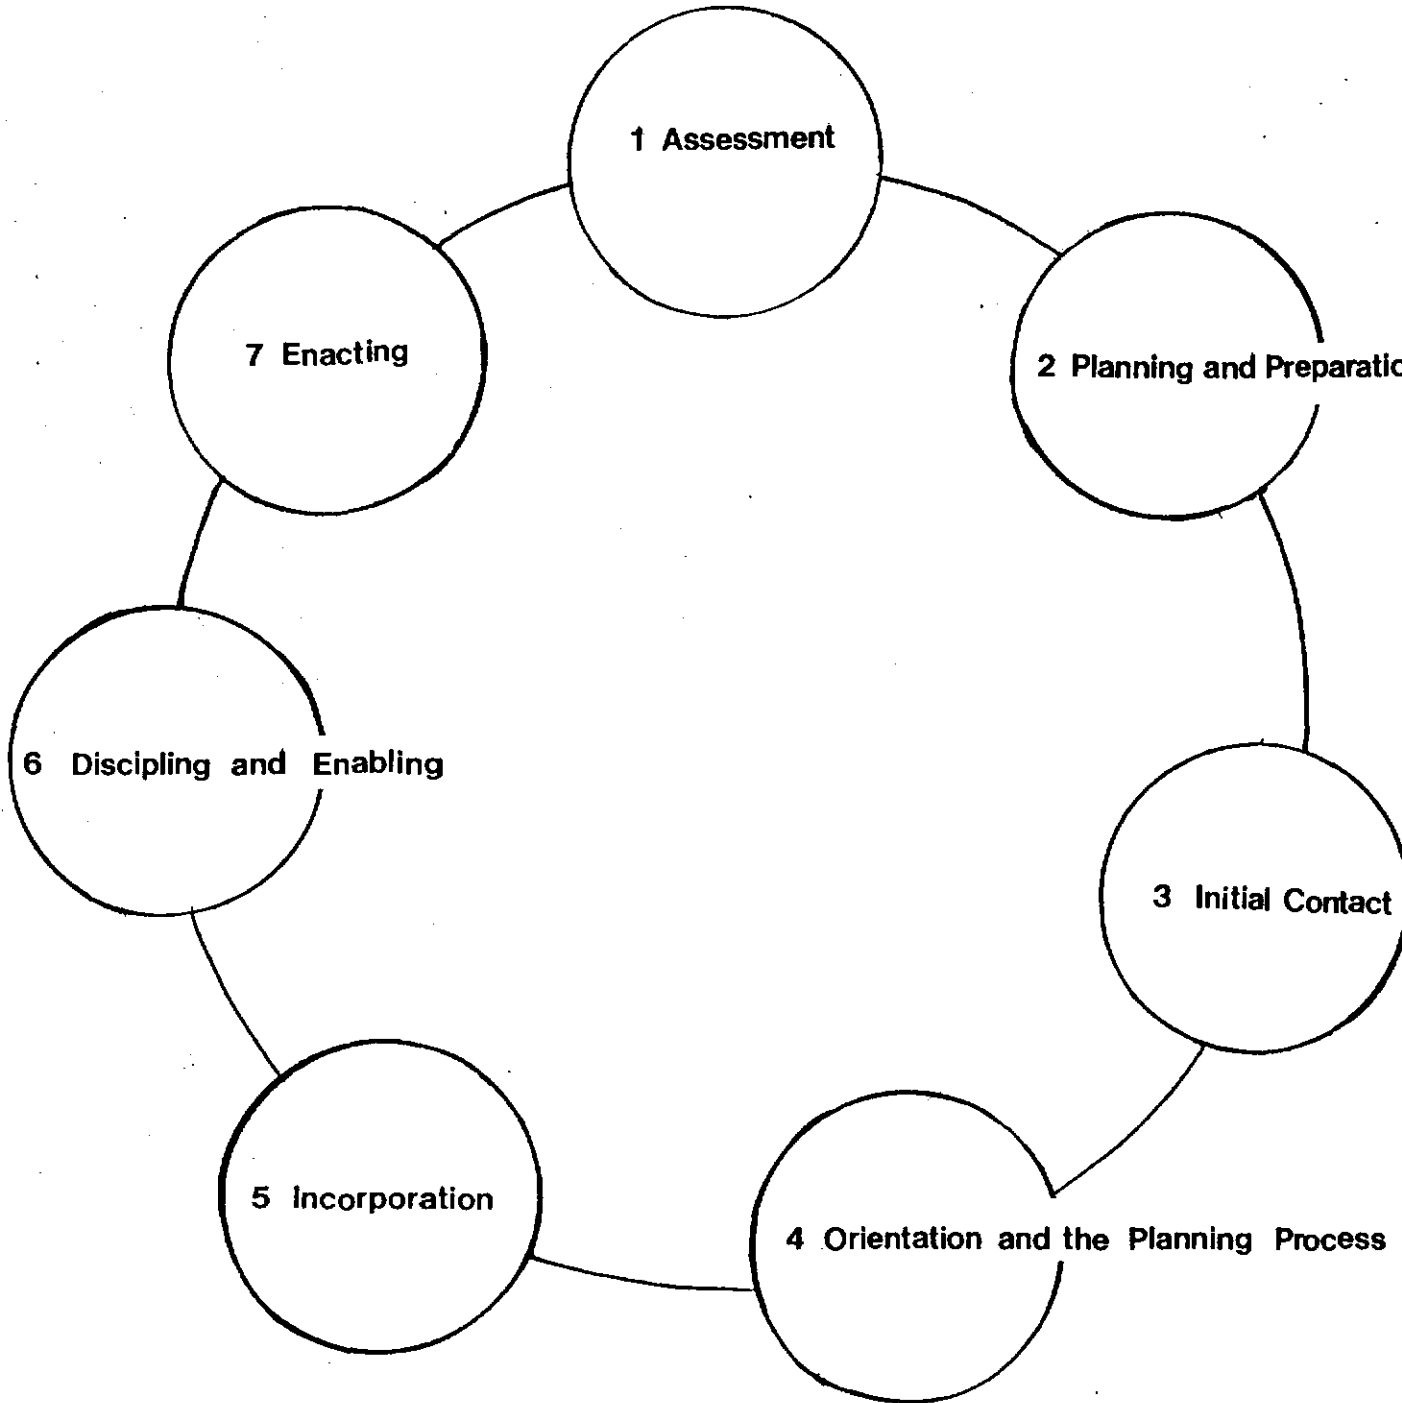 1 Assessment
2 Planning and Preparatio
3 Initial Contact
4 Orientation and the Planning Process
5 Incorporation
6 Discipling and Enabling
7 Enacting